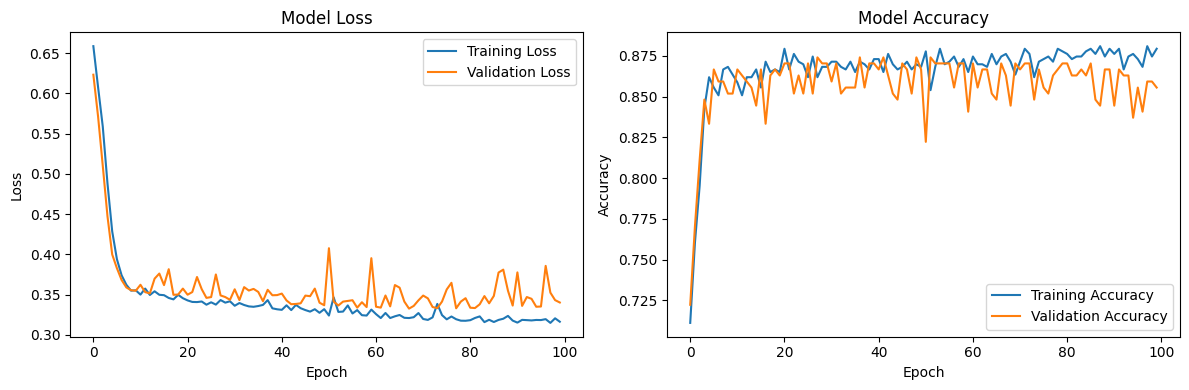 Model Loss
Training Loss
Validation Loss
0.65
0.60
0.55
0.50
0.45
0.40
0.35
0.30
Loss
0 20 40 60 80 100
Epoch
Model Accuracy
0.875
0.850
0.825
0.800
0.775
0.750
0.725
Accuracy
Training Accuracy
Validation Accuracy
0 20 40 60 80 100
Epoch